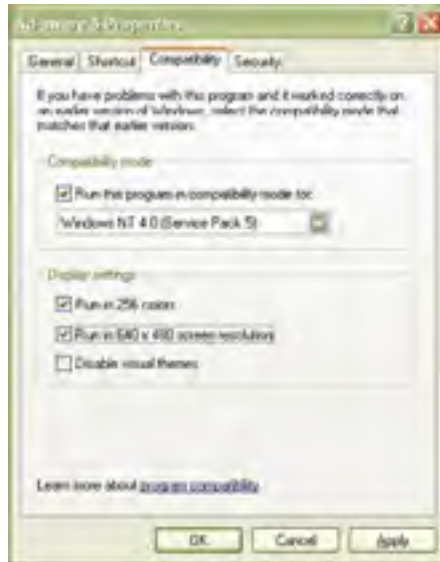 Ad-aware 6 Properties
General Shortcut Compatibility Security
If you have problems with this program and it worked correctly on
an earlier version of Windows, select the compatibility mode that
matches that earlier version.
Compatibility mode
Run this program in compatibility mode for:
Windows NT 4.0 (Service Pack 5)
Display settings
Run in 256 colors
Run in 640 x 480 screen resolution
Disable visual themes
Learn more about program compatibility.
OK Cancel Apply